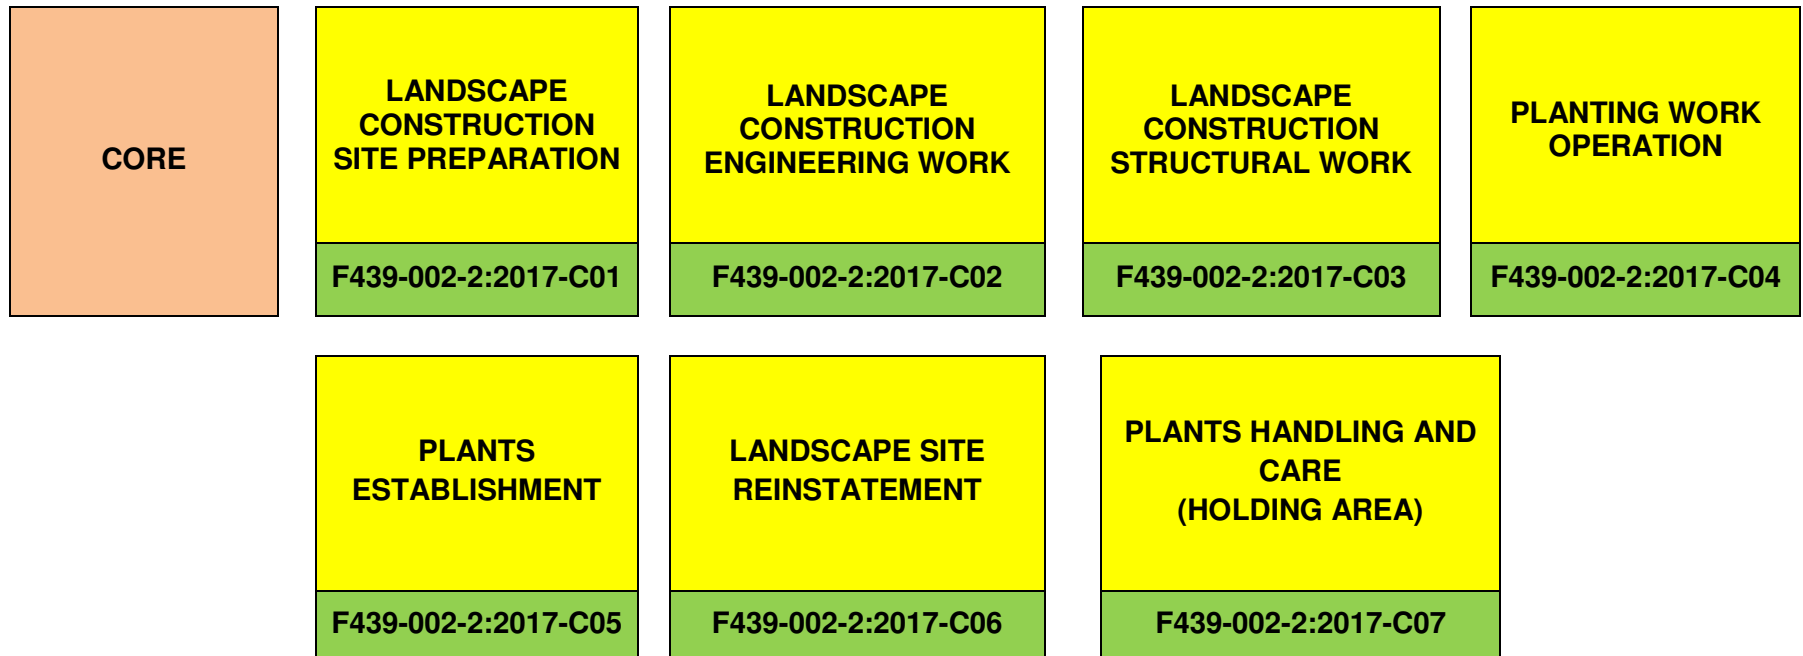 CORE
LANDSCAPE
CONSTRUCTION
SITE PREPARATION
F439-002-2:2017-C01
LANDSCAPE
CONSTRUCTION
ENGINEERING WORK
F439-002-2:2017-C02
LANDSCAPE
CONSTRUCTION
STRUCTURAL WORK
F439-002-2:2017-C03
PLANTING WORK
OPERATION
F439-002-2:2017-C04
PLANTS
ESTABLISHMENT
F439-002-2:2017-C05
LANDSCAPE SITE
REINSTATEMENT
F439-002-2:2017-C06
PLANTS HANDLING AND
CARE
(HOLDING AREA)
F439-002-2:2017-C07